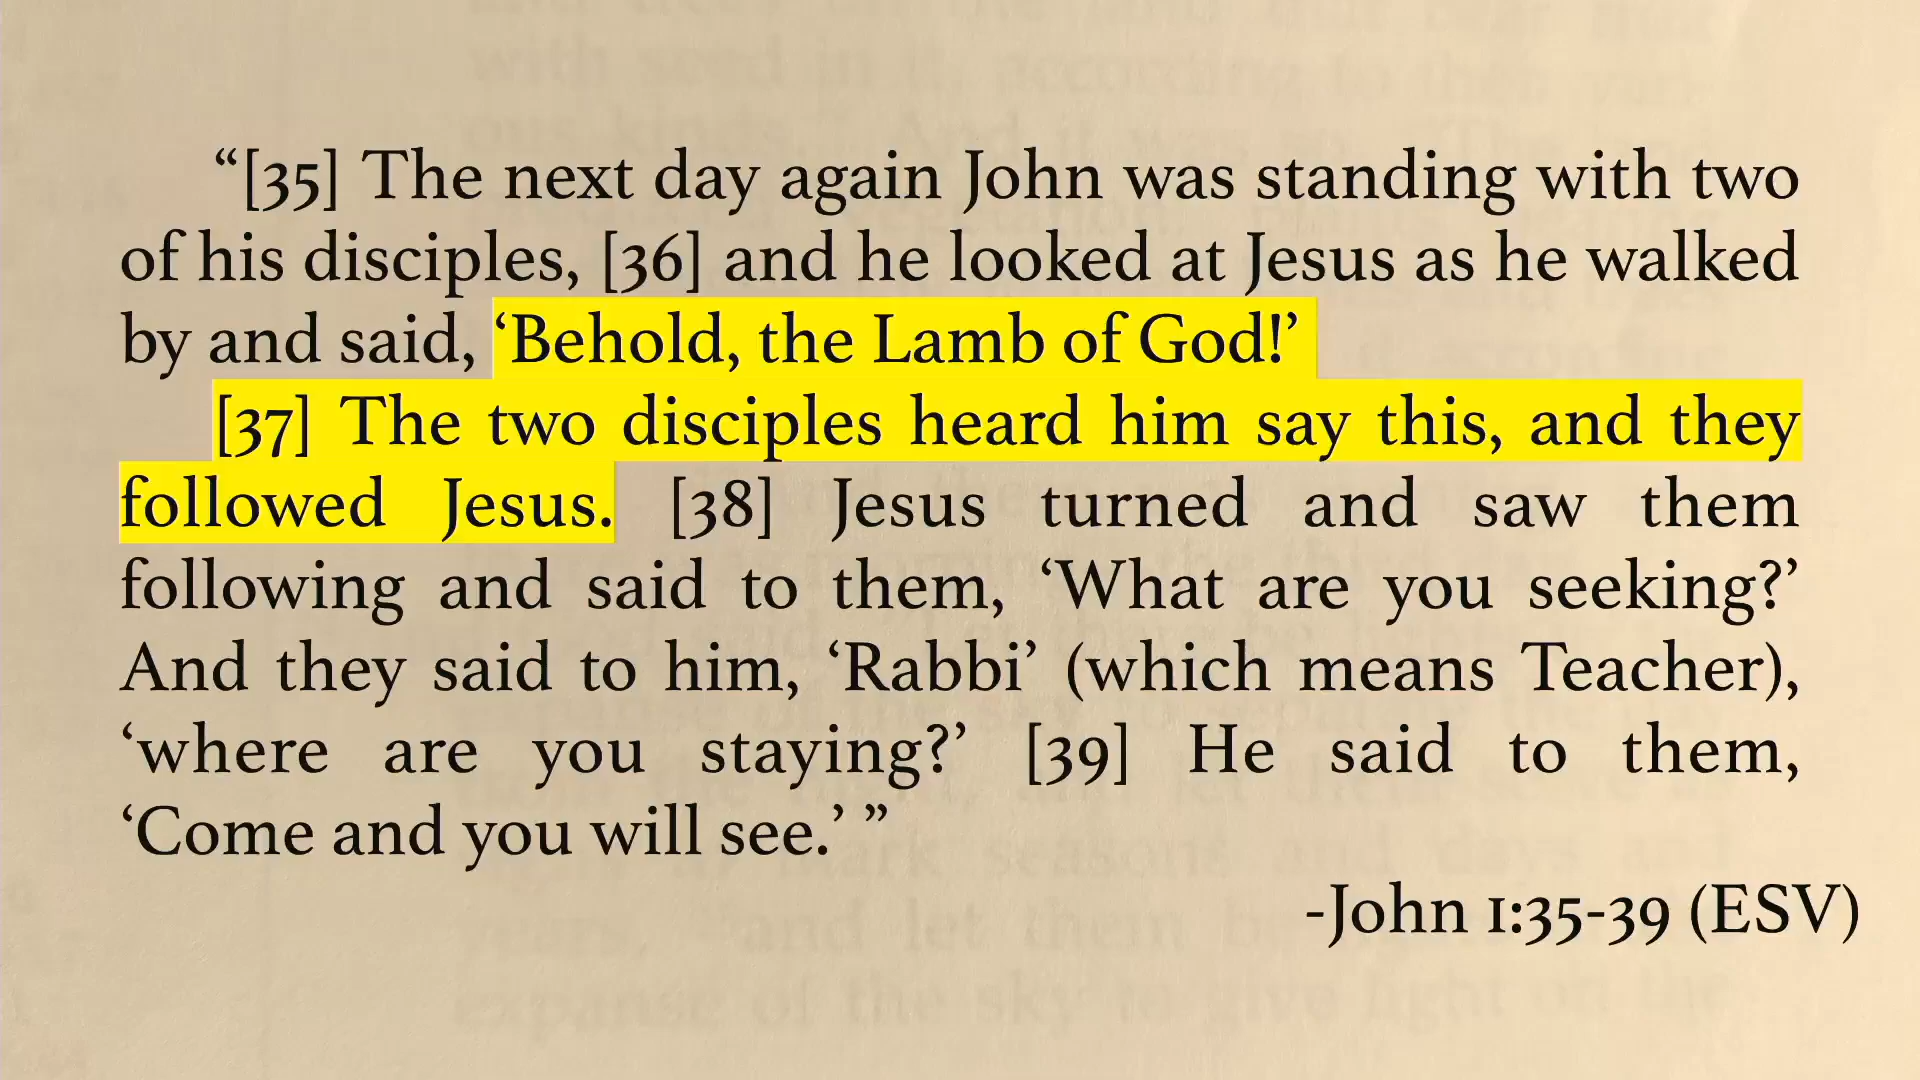 “[35] The next day again John was standing with two
of his disciples, [36] and he looked at Jesus as he walked
by and said, ‘Behold, the Lamb of God!’
[37] The two disciples heard him say this, and they
followed Jesus. [38] Jesus turned and saw them
following and said to them, ‘What are you seeking?’
And they said to him, ‘Rabbi’ (which means Teacher),
‘where are you staying?’ [39] He said to them,
‘Come and you will see.’ ”
-John 1:35-39 (ESV)